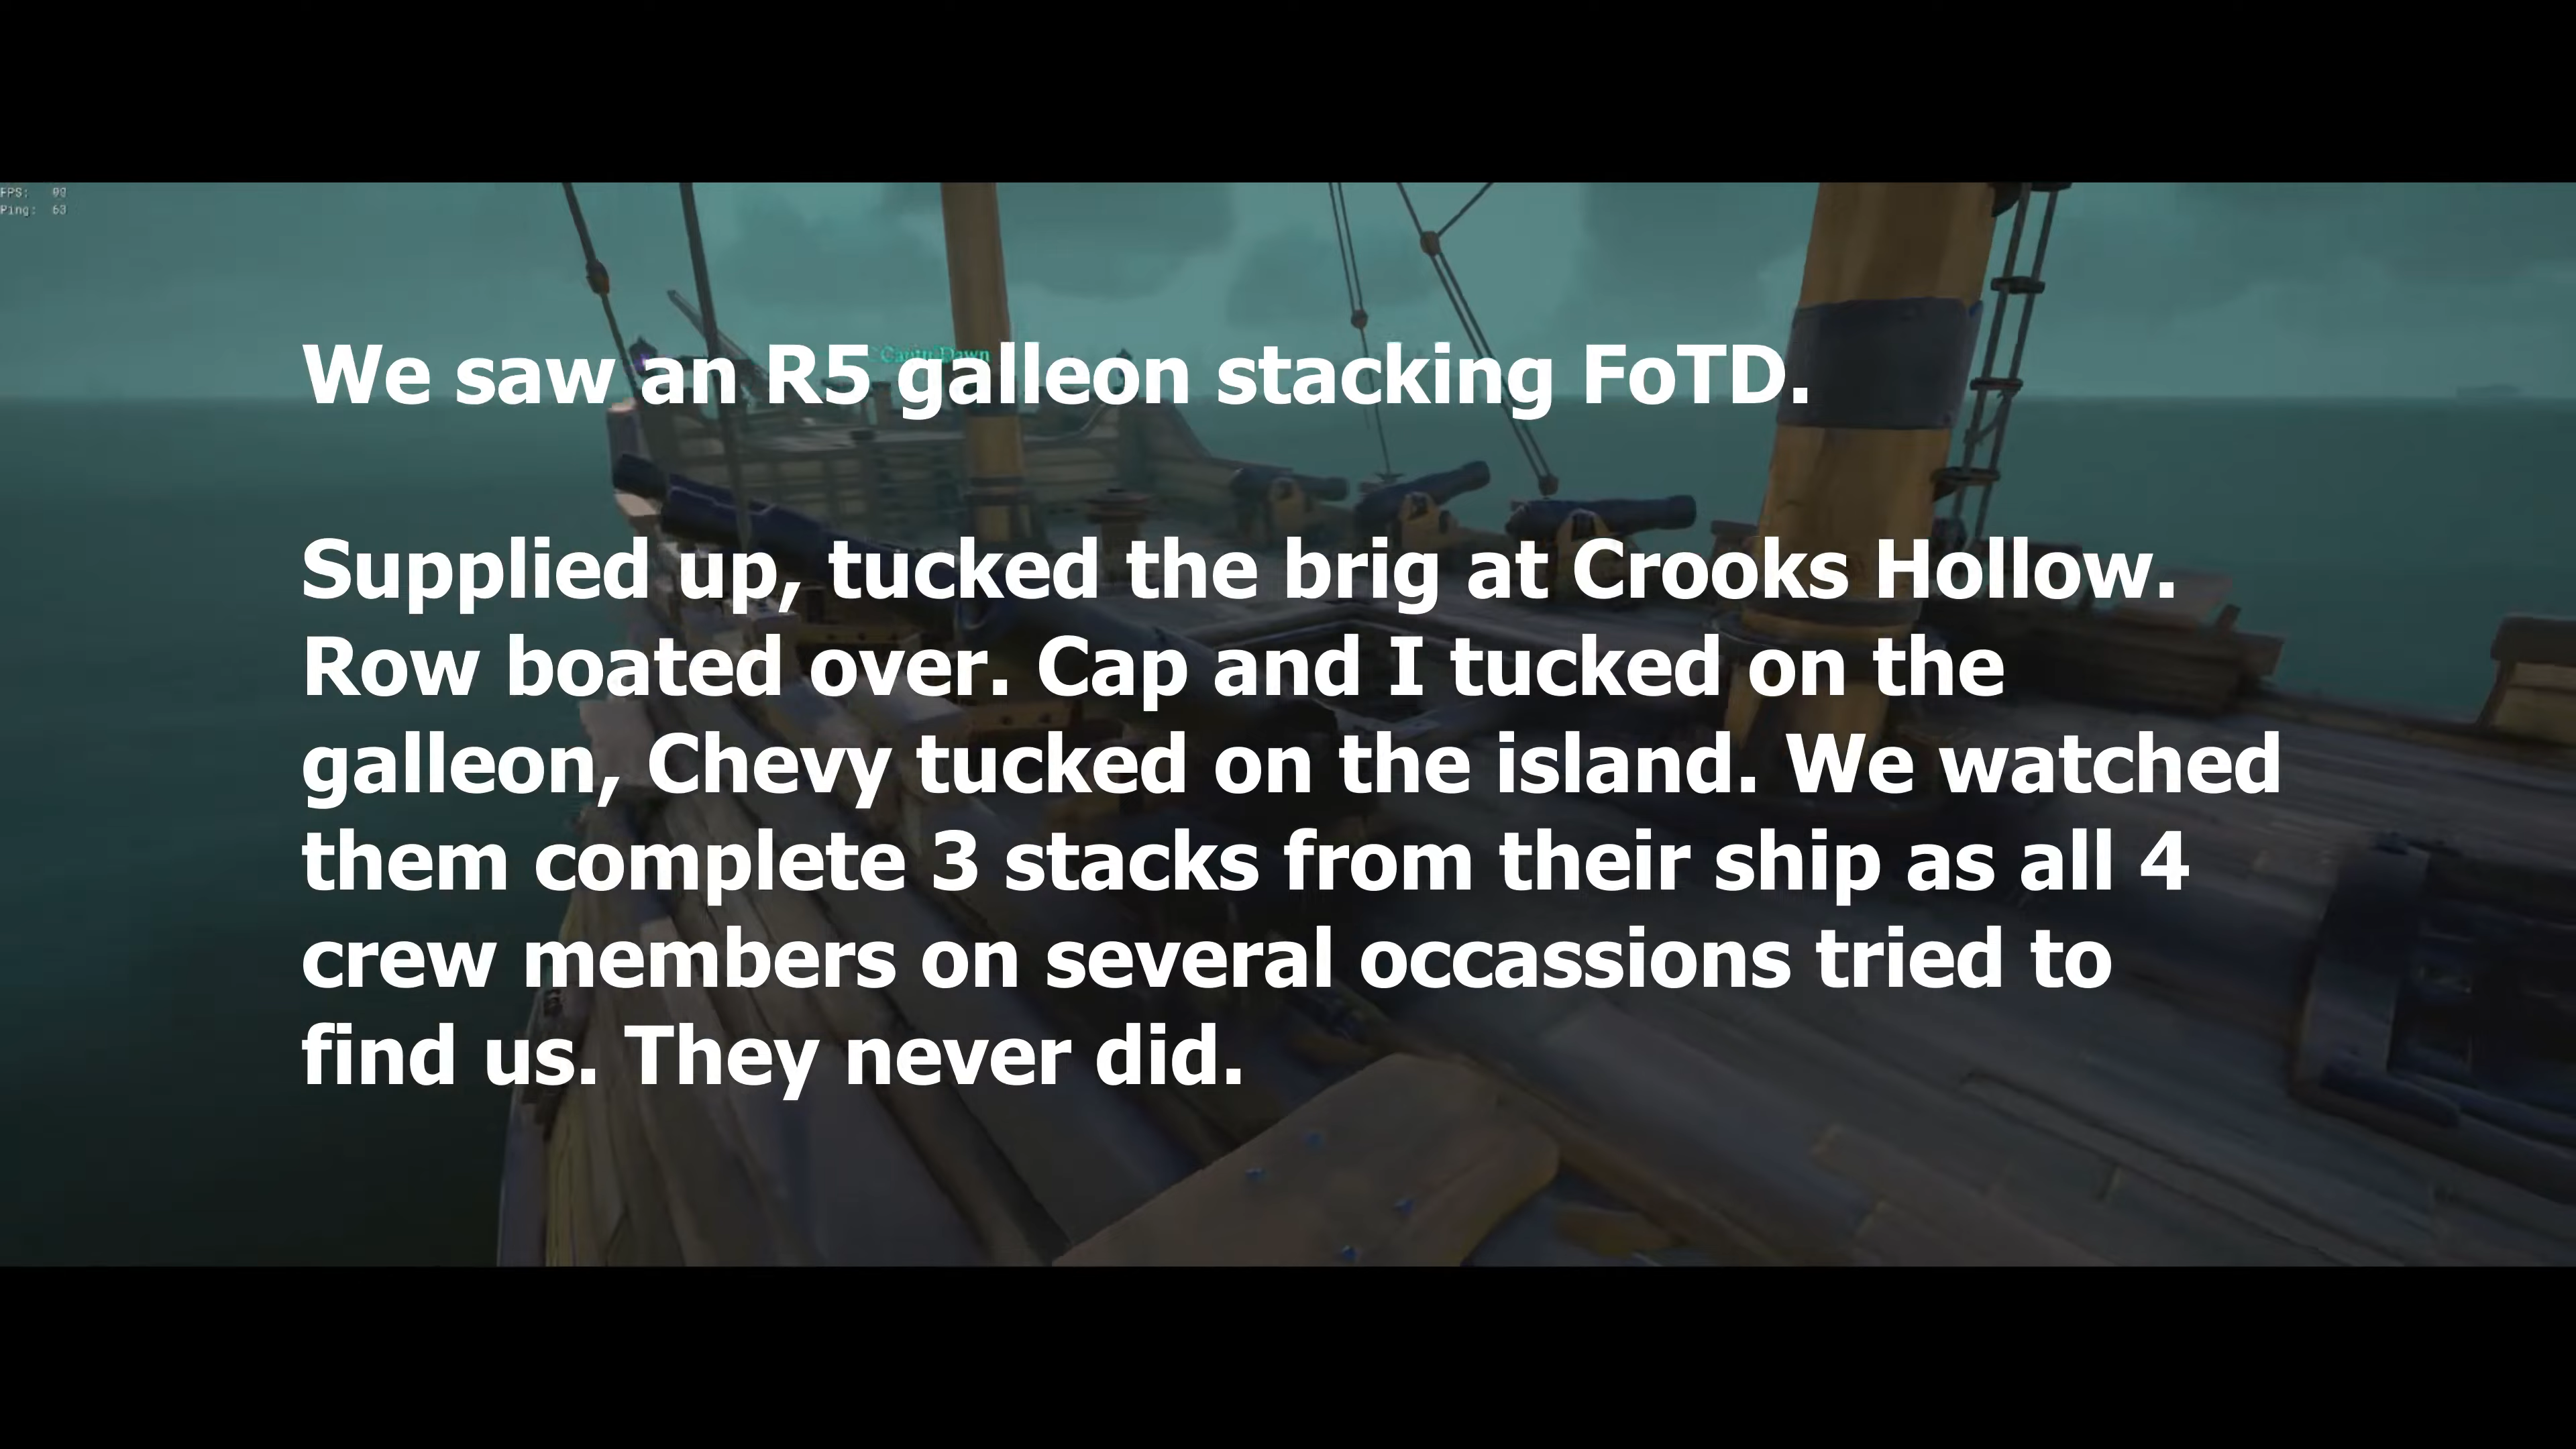 FPS: 99
Ping: 63
We saw an R5 galleon stacking FoTD.
Supplied up, tucked the brig at Crooks Hollow.
Row boated over. Cap and I tucked on the
galleon, Chevy tucked on the island. We watched
them complete 3 stacks from their ship as all 4
crew members on several occassions tried to
find us. They never did.